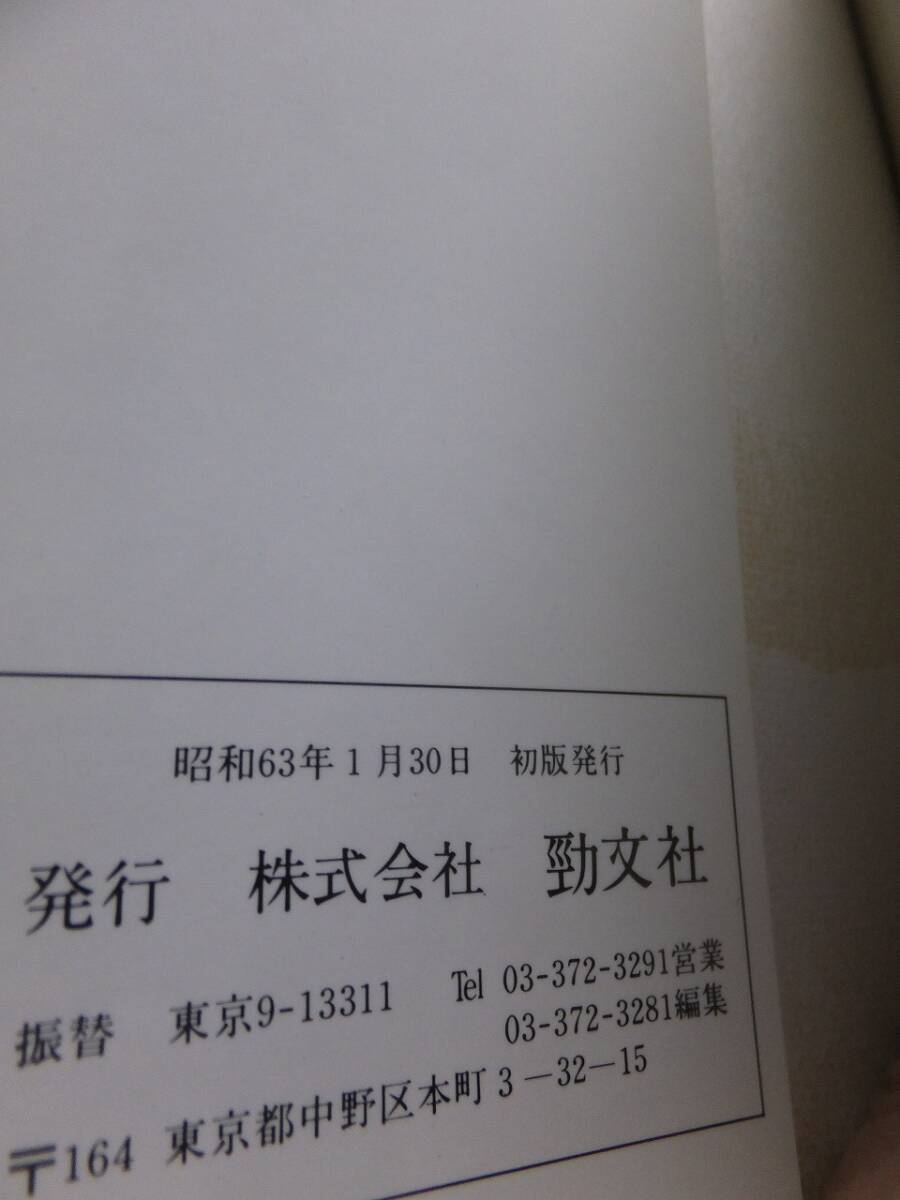 昭和63年1月30日 初版発行
発行 株式会社 勁文社
振替 東京9-13311 Tel 03-372-3291営業
03-372-3281編集
〒164 東京都中野区本町3-32-15